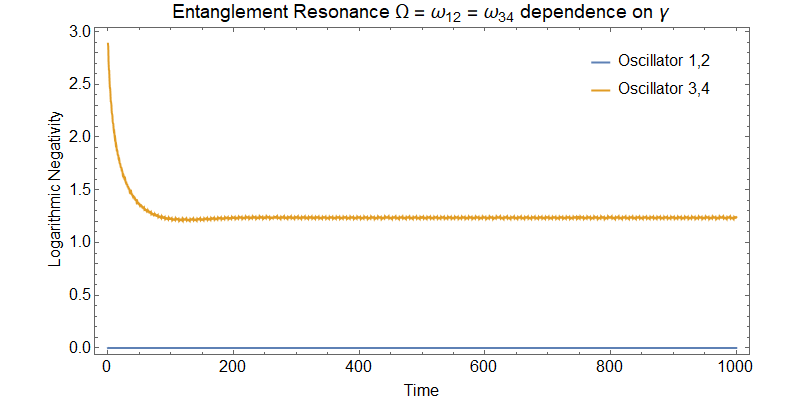 Entanglement Resonance Ω = ω₁₂ = ω₃₄ dependence on γ
Oscillator 1,2
Oscillator 3,4
Logarithmic Negativity
3.0
2.5
2.0
1.5
1.0
0.5
0.0
0 200 400 600 800 1000
Time